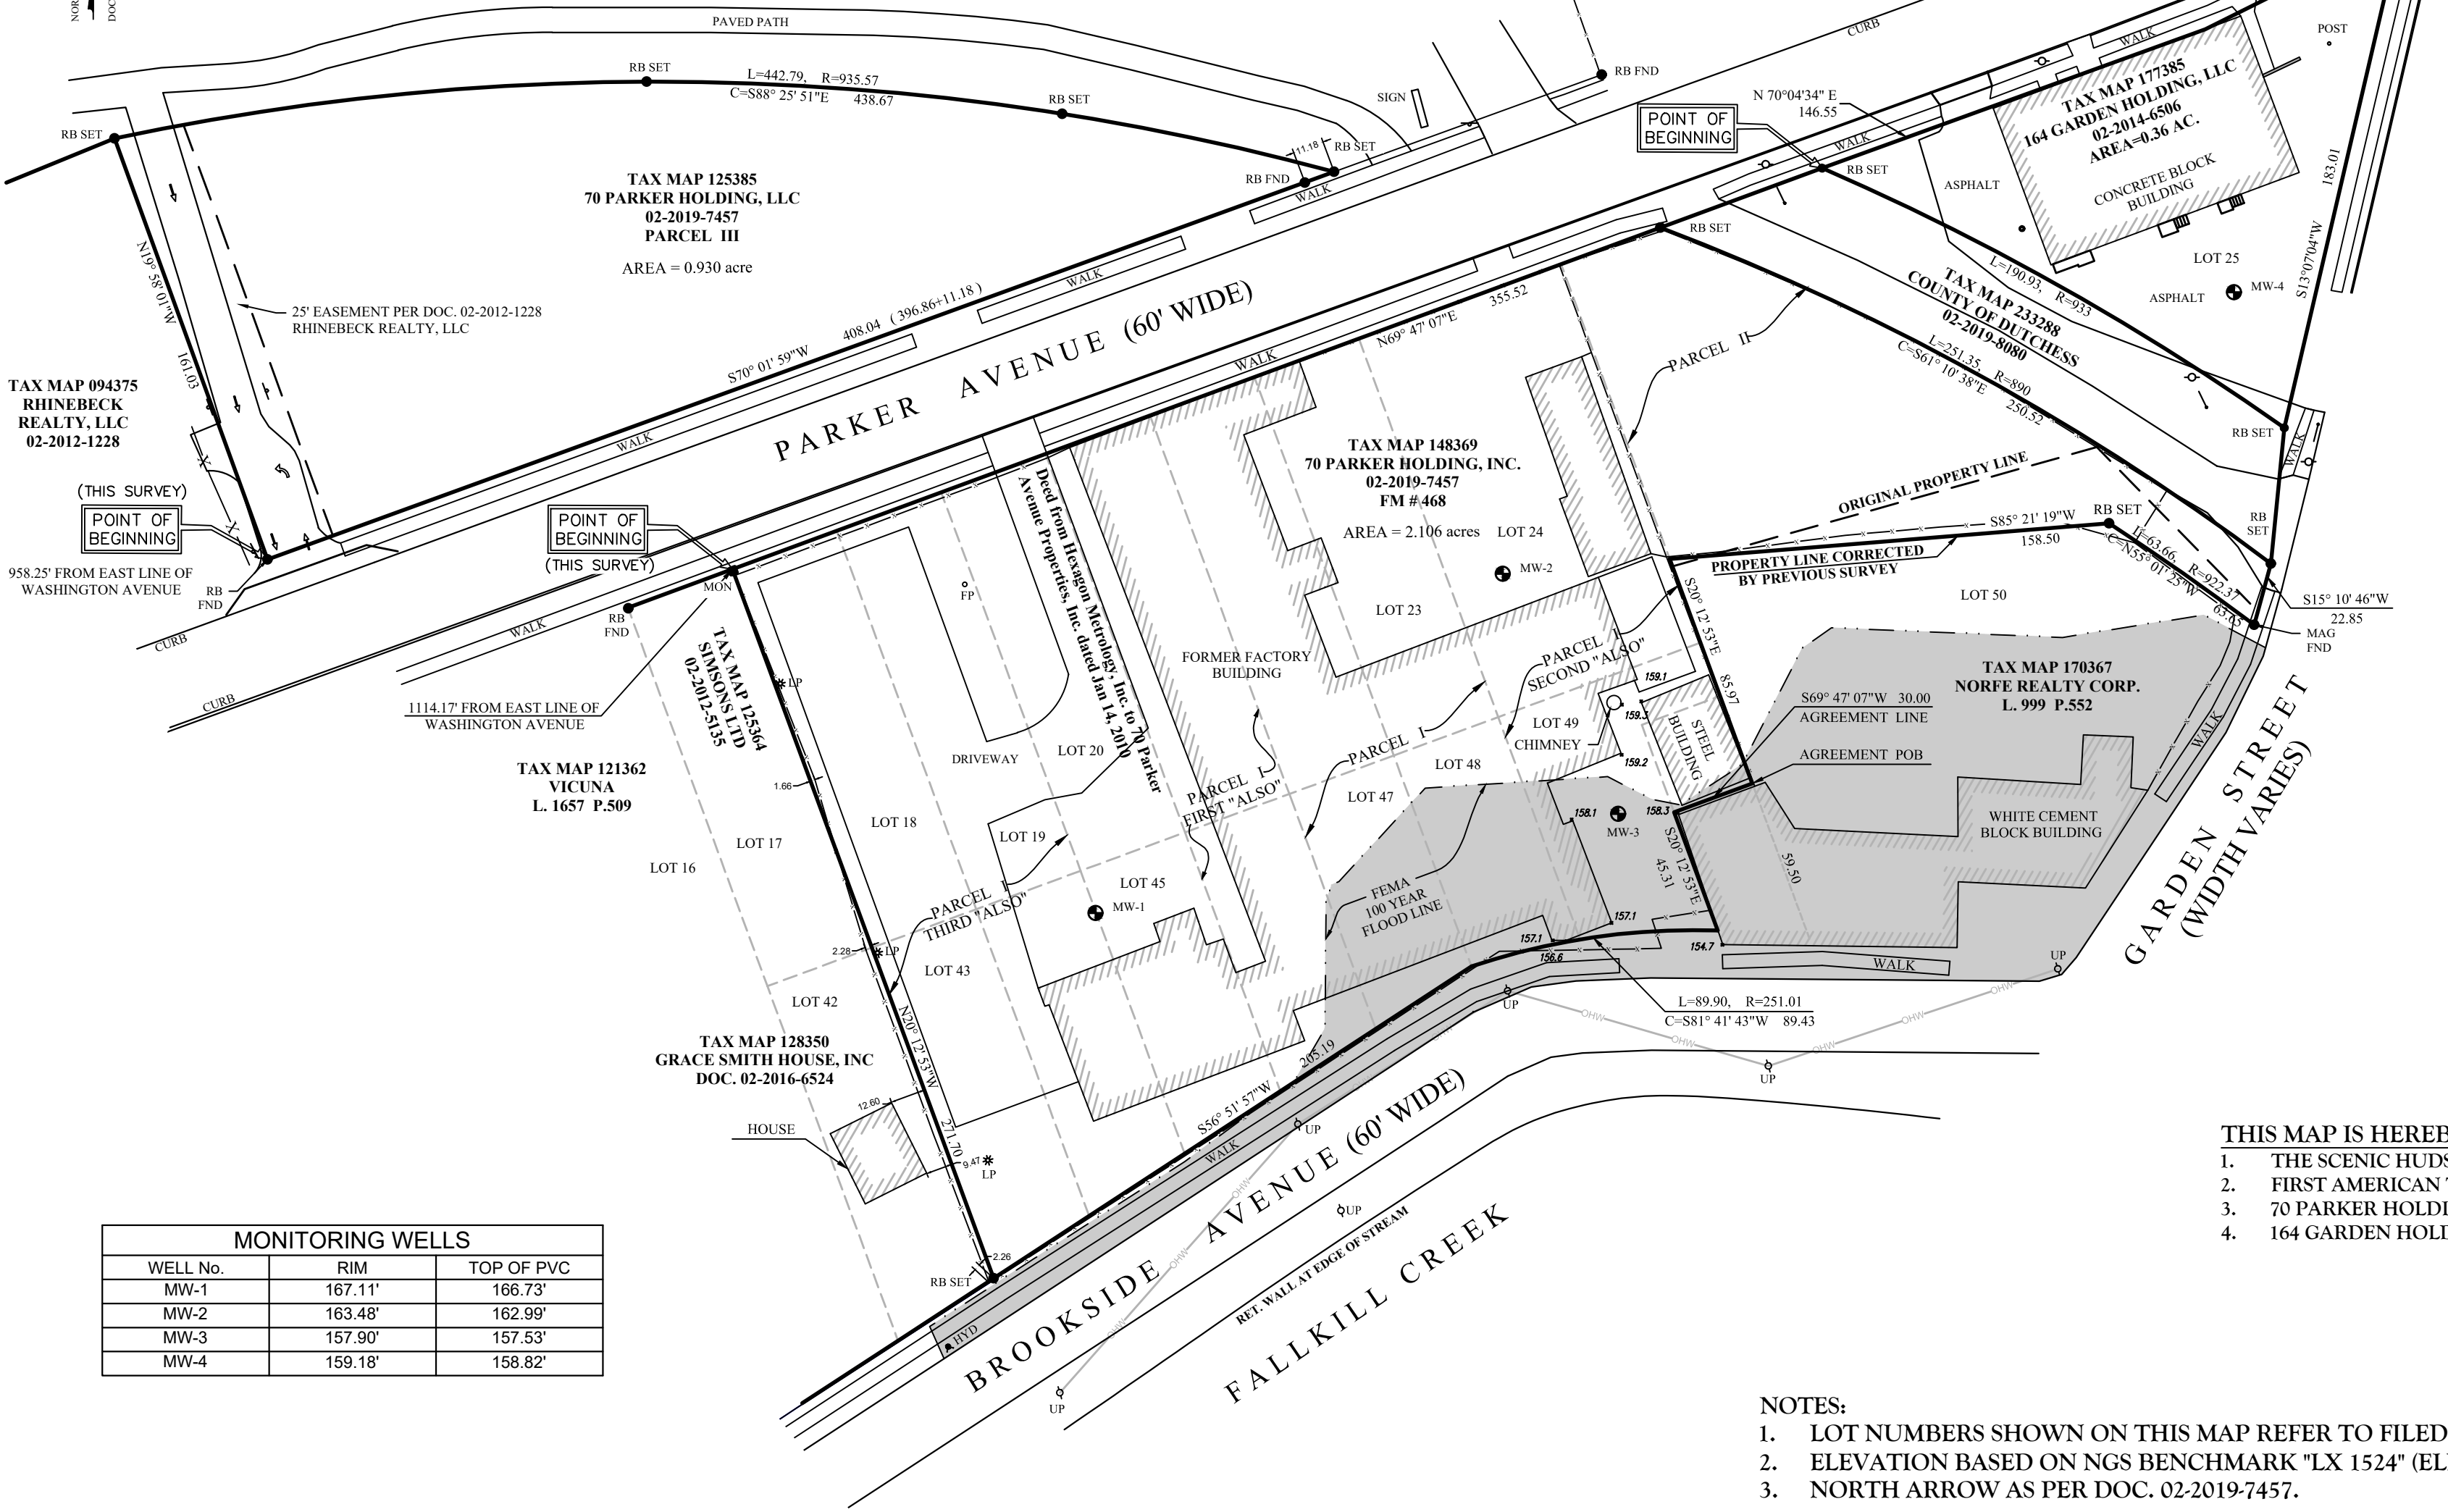 NOR
DOC
PAVED PATH
RB SET
L=442.79, R=935.57
C=S88° 25' 51"E 438.67
RB SET
RB SET
SIGN
RB FND
CURB
WALK
POST
N 70°04'34" E
146.55
POINT OF
BEGINNING
WALK
RB SET
TAX MAP 177385
164 GARDEN HOLDING, LLC
02-2014-6506
AREA=0.36 AC.
CONCRETE BLOCK
BUILDING
ASPHALT
LOT 25
ASPHALT
MW-4
183.01
S13°07'04"W
11.18
RB SET
RB FND
WALK
TAX MAP 125385
70 PARKER HOLDING, LLC
02-2019-7457
PARCEL III
AREA = 0.930 acre
N19° 58' 01"W
161.03
25' EASEMENT PER DOC. 02-2012-1228
RHINEBECK REALTY, LLC
TAX MAP 094375
RHINEBECK
REALTY, LLC
02-2012-1228
S70° 01' 59"W
408.04 ( 396.86+11.18 )
WALK
WALK
PARKER AVENUE (60' WIDE)
WALK
N69° 47' 07"E
355.52
RB SET
L=190.93, R=933
TAX MAP 233288
COUNTY OF DUTCHESS
02-2019-8080
L=251.35, R=890
C=S61° 10' 38"E
250.52
PARCEL II
RB SET
WALK
(THIS SURVEY)
POINT OF
BEGINNING
958.25' FROM EAST LINE OF
WASHINGTON AVENUE
RB
FND
CURB
POINT OF
BEGINNING
(THIS SURVEY)
MON
RB
FND
WALK
CURB
1114.17' FROM EAST LINE OF
WASHINGTON AVENUE
TAX MAP 148369
70 PARKER HOLDING, INC.
02-2019-7457
FM # 468
AREA = 2.106 acres
LOT 24
MW-2
LOT 23
ORIGINAL PROPERTY LINE
S85° 21' 19"W
158.50
RB SET
PROPERTY LINE CORRECTED
BY PREVIOUS SURVEY
L=63.66, R=922.37
C=N55° 01' 25"W
63.65
RB
SET
LOT 50
S15° 10' 46"W
22.85
MAG
FND
Deed from Hexagon Metrology, Inc. to 70 Parker
Avenue Properties, Inc. dated Jan 14, 2010
FP
TAX MAP 125364
SIMSONS LTD
02-2012-5135
LP
TAX MAP 121362
VICUNA
L. 1657 P.509
1.66
DRIVEWAY
LOT 20
FORMER FACTORY
BUILDING
PARCEL I
SECOND "ALSO"
S20° 12' 53"E
85.97
159.1
159.3
LOT 49
CHIMNEY
159.2
STEEL
BUILDING
S69° 47' 07"W 30.00
AGREEMENT LINE
AGREEMENT POB
TAX MAP 170367
NORFE REALTY CORP.
L. 999 P.552
WALK
LOT 16
LOT 17
LOT 18
LOT 19
PARCEL I
FIRST "ALSO"
PARCEL I
LOT 48
LOT 47
158.1
158.3
MW-3
S20° 12' 53"E
45.31
59.50
WHITE CEMENT
BLOCK BUILDING
GARDEN STREET
(WIDTH VARIES)
LOT 45
MW-1
PARCEL I
THIRD "ALSO"
FEMA
100 YEAR
FLOOD LINE
157.1
157.1
156.6
154.7
WALK
UP
2.28
LP
LOT 43
LOT 42
N20° 12' 53"W
271.70
TAX MAP 128350
GRACE SMITH HOUSE, INC
DOC. 02-2016-6524
L=89.90, R=251.01
C=S81° 41' 43"W 89.43
UP
OHW
OHW
OHW
OHW
OHW
UP
12.60
HOUSE
9.47
LP
S56° 51' 57"W
205.19
WALK
UP
UP
2.26
RB SET
HYD
OHW
OHW
OHW
UP
BROOKSIDE AVENUE (60' WIDE)
RET. WALL AT EDGE OF STREAM
FALLKILL CREEK
MONITORING WELLS
WELL No. RIM TOP OF PVC
MW-1 167.11' 166.73'
MW-2 163.48' 162.99'
MW-3 157.90' 157.53'
MW-4 159.18' 158.82'
THIS MAP IS HEREB
1. THE SCENIC HUDS
2. FIRST AMERICAN
3. 70 PARKER HOLDI
4. 164 GARDEN HOLD
NOTES:
1. LOT NUMBERS SHOWN ON THIS MAP REFER TO FILED
2. ELEVATION BASED ON NGS BENCHMARK "LX 1524" (EL
3. NORTH ARROW AS PER DOC. 02-2019-7457.